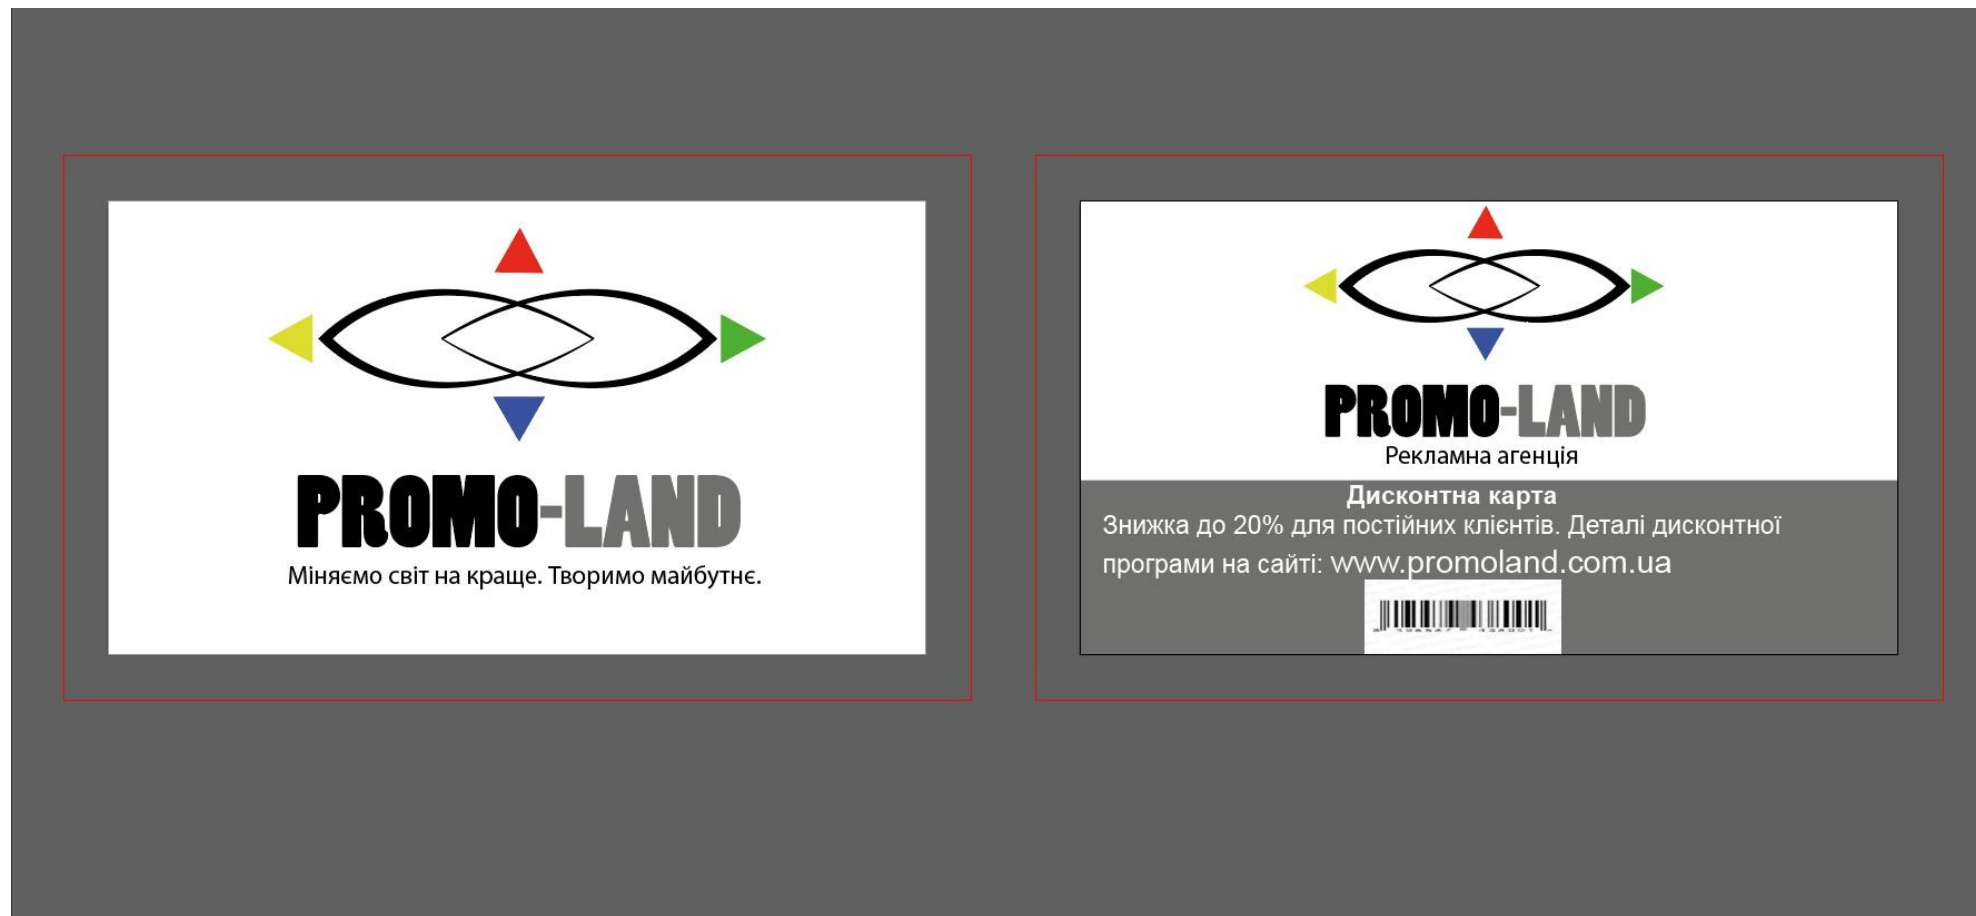 PROMO-LAND
Міняємо світ на краще. Творимо майбутнє.
PROMO-LAND
Рекламна агенція
Дисконтна карта
Знижка до 20% для постійних клієнтів. Деталі дисконтної
програми на сайті: www.promoland.com.ua